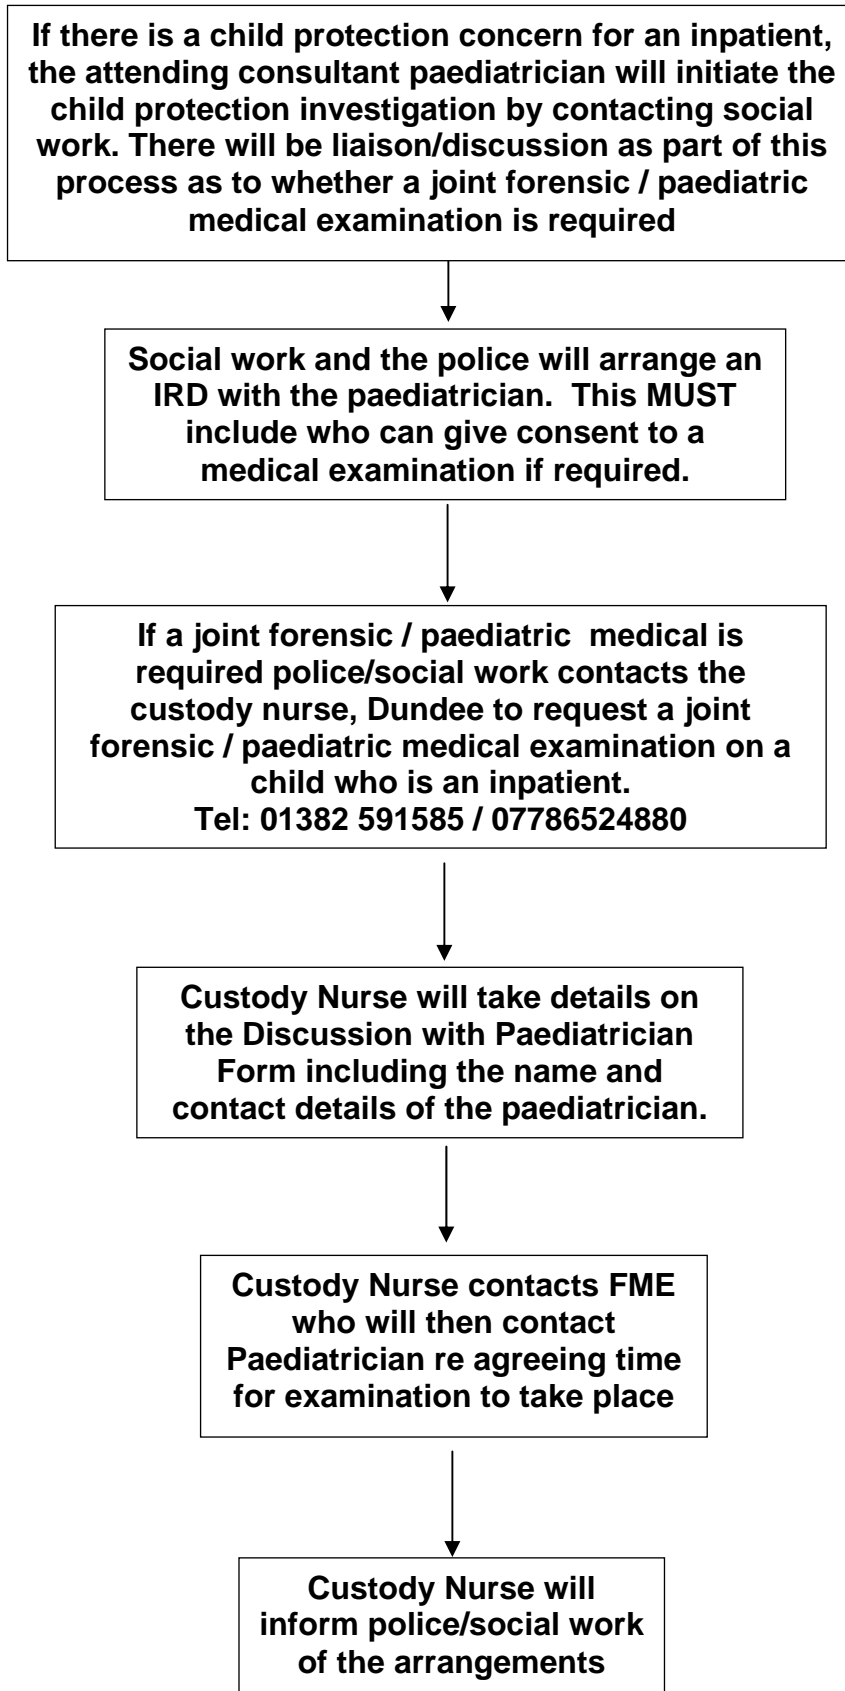 If there is a child protection concern for an inpatient,
the attending consultant paediatrician will initiate the
child protection investigation by contacting social
work. There will be liaison/discussion as part of this
process as to whether a joint forensic / paediatric
medical examination is required
Social work and the police will arrange an
IRD with the paediatrician. This MUST
include who can give consent to a
medical examination if required.
If a joint forensic / paediatric medical is
required police/social work contacts the
custody nurse, Dundee to request a joint
forensic / paediatric medical examination on a
child who is an inpatient.
Tel: 01382 591585 / 07786524880
Custody Nurse will take details on
the Discussion with Paediatrician
Form including the name and
contact details of the paediatrician.
Custody Nurse contacts FME
who will then contact
Paediatrician re agreeing time
for examination to take place
Custody Nurse will
inform police/social work
of the arrangements